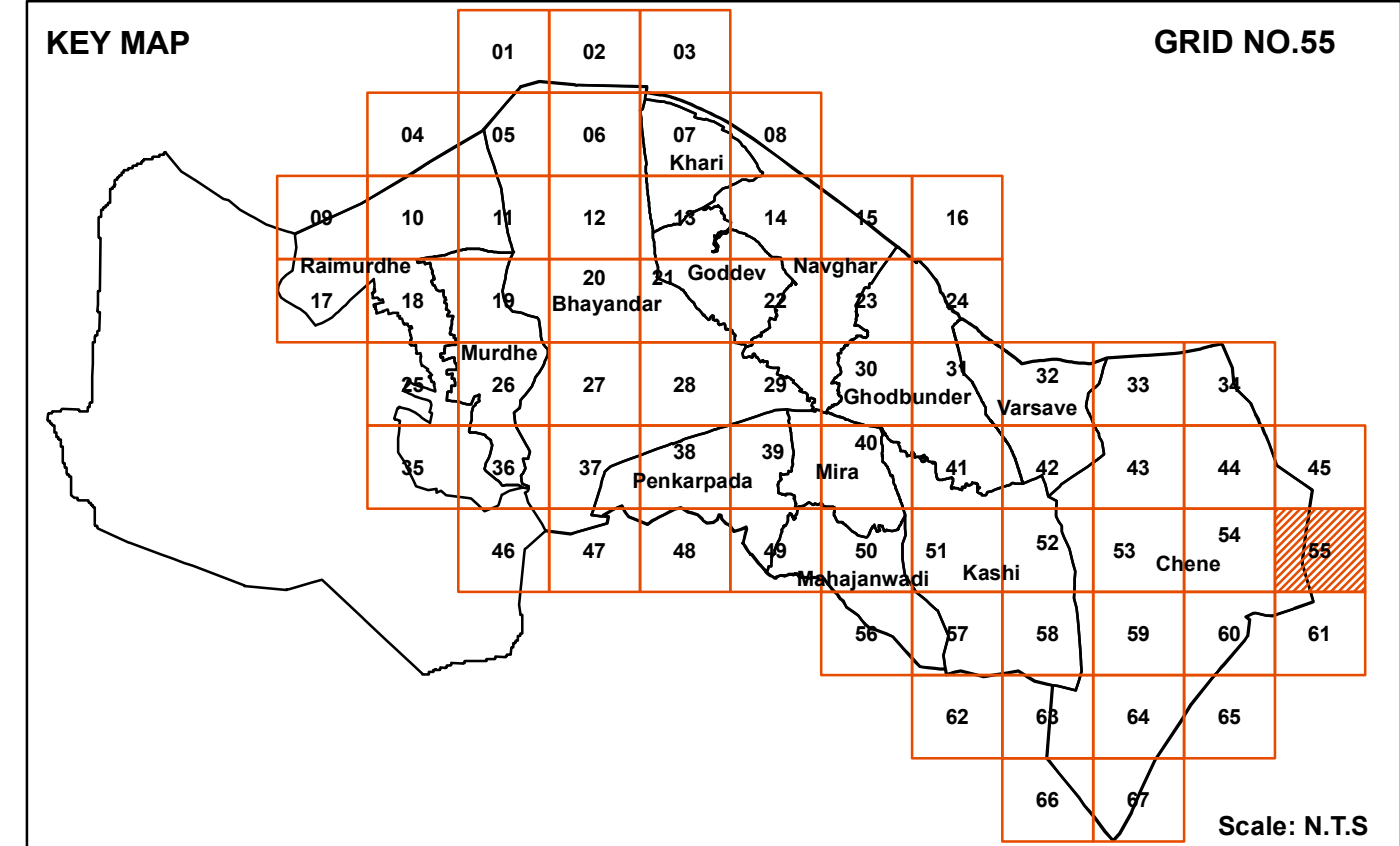 KEY MAP
GRID NO.55
01 02 03
04 05 06 07 08
Khari
09 10 11 12 13 14 15 16
Raimurdhe Goddev Navghar
17 18 19 20 21 22 23 24
Bhayandar
Murdhe
25 26 27 28 29 30 31 32 33 34
Ghodbunder Varsave
35 36 37 38 39 40 41 42 43 44 45
Penkarpada Mira
46 47 48 49 50 51 52 53 54 55
Mahajanwadi Kashi Chene
56 57 58 59 60 61
62 63 64 65
66 67
Scale: N.T.S